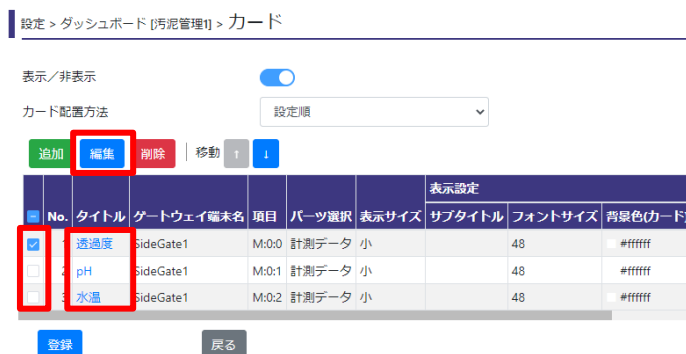 設定 > ダッシュボード [汚泥管理1] > カード
表示／非表示
カード配置方法
設定順
追加 編集 削除 移動 ↑ ↓
表示設定
No. タイトル ゲートウェイ端末名 項目 パーツ選択 表示サイズ サブタイトル フォントサイズ 背景色(カード
1 透過度 SideGate1 M:0:0 計測データ 小 48 #ffffff
2 pH SideGate1 M:0:1 計測データ 小 48 #ffffff
3 水温 SideGate1 M:0:2 計測データ 小 48 #ffffff
登録 戻る